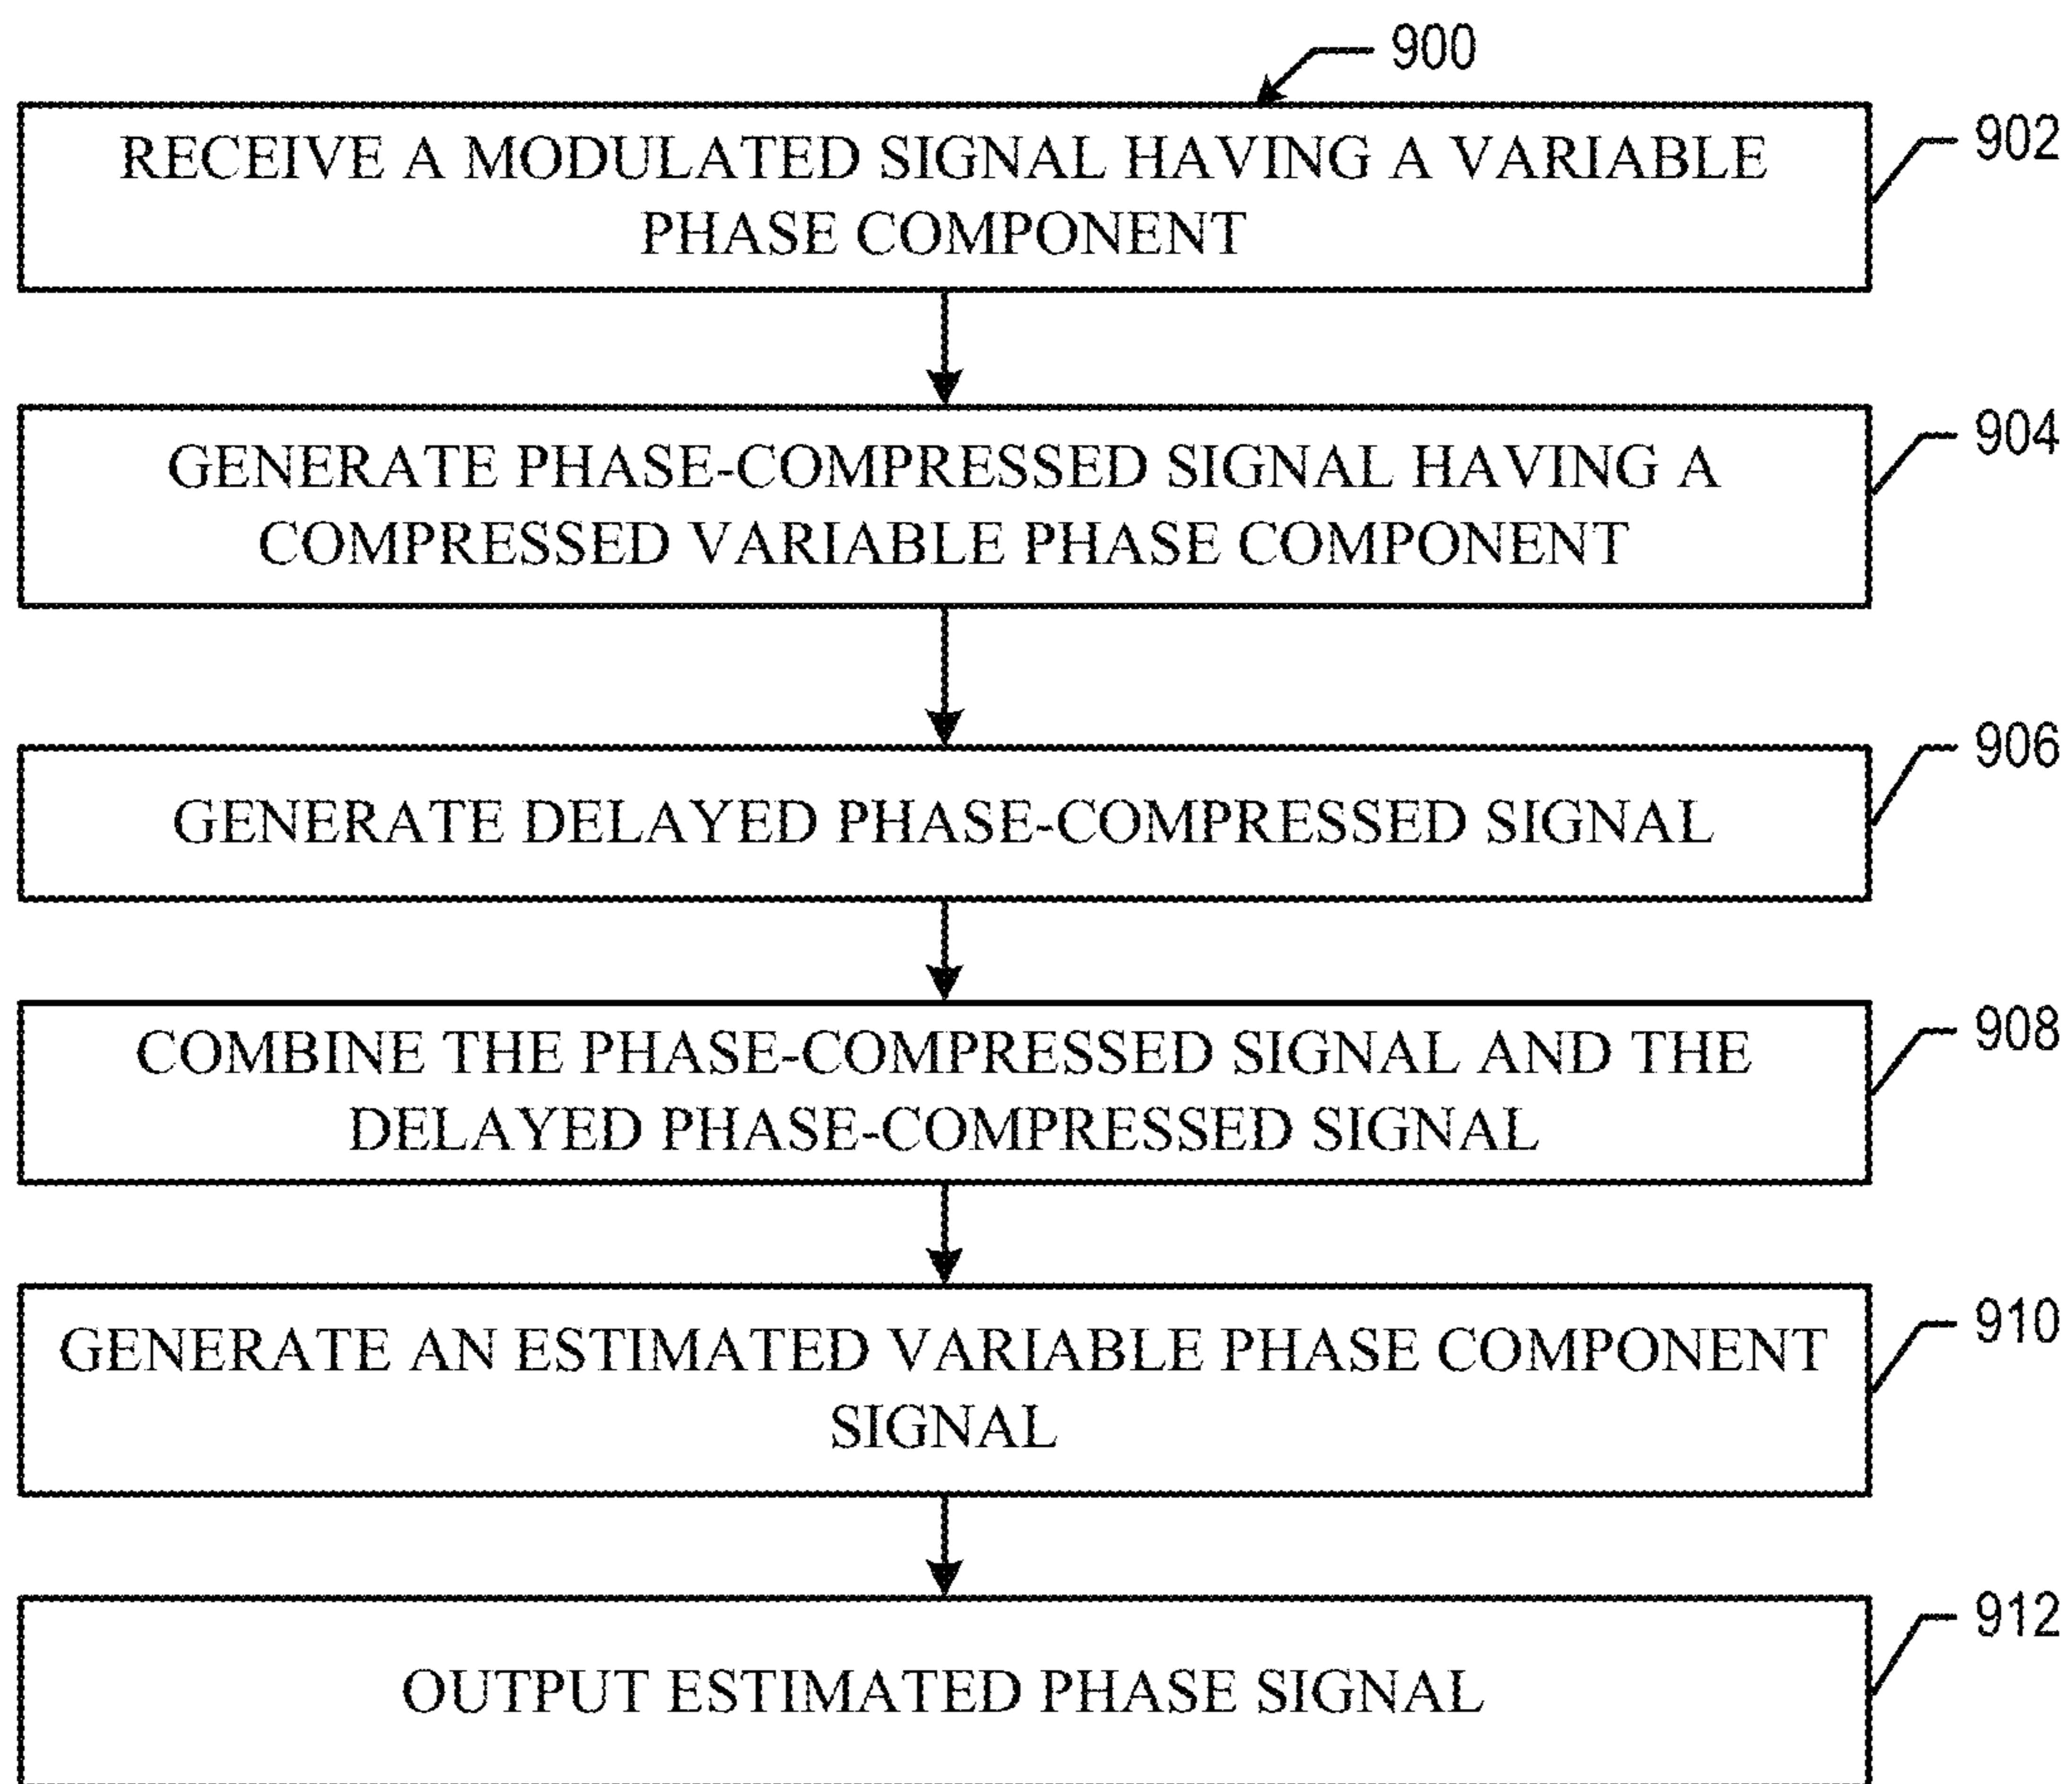 900
RECEIVE A MODULATED SIGNAL HAVING A VARIABLE
PHASE COMPONENT
902
GENERATE PHASE-COMPRESSED SIGNAL HAVING A
COMPRESSED VARIABLE PHASE COMPONENT
904
GENERATE DELAYED PHASE-COMPRESSED SIGNAL
906
COMBINE THE PHASE-COMPRESSED SIGNAL AND THE
DELAYED PHASE-COMPRESSED SIGNAL
908
GENERATE AN ESTIMATED VARIABLE PHASE COMPONENT
SIGNAL
910
OUTPUT ESTIMATED PHASE SIGNAL
912